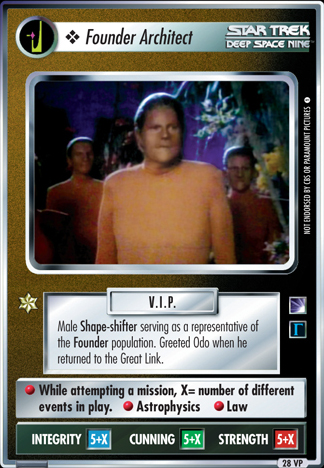 ❖ Founder Architect
STAR TREK
DEEP SPACE NINE™
NOT ENDORSED BY CBS OR PARAMOUNT PICTURES
V.I.P.
Male Shape-shifter serving as a representative of
the Founder population. Greeted Odo when he
returned to the Great Link.
Γ
● While attempting a mission, X= number of different
events in play. ● Astrophysics ● Law
INTEGRITY 5+X CUNNING 5+X STRENGTH 5+X
28 VP